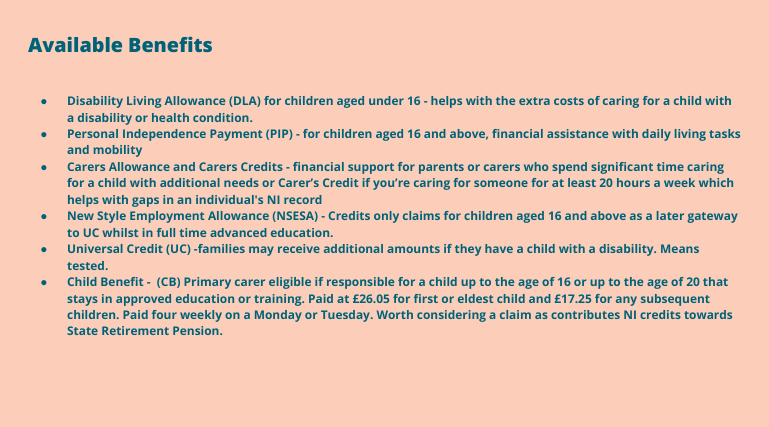 Available Benefits
● Disability Living Allowance (DLA) for children aged under 16 - helps with the extra costs of caring for a child with
a disability or health condition.
● Personal Independence Payment (PIP) - for children aged 16 and above, financial assistance with daily living tasks
and mobility
● Carers Allowance and Carers Credits - financial support for parents or carers who spend significant time caring
for a child with additional needs or Carer’s Credit if you’re caring for someone for at least 20 hours a week which
helps with gaps in an individual's NI record
● New Style Employment Allowance (NSESA) - Credits only claims for children aged 16 and above as a later gateway
to UC whilst in full time advanced education.
● Universal Credit (UC) -families may receive additional amounts if they have a child with a disability. Means
tested.
● Child Benefit - (CB) Primary carer eligible if responsible for a child up to the age of 16 or up to the age of 20 that
stays in approved education or training. Paid at £26.05 for first or eldest child and £17.25 for any subsequent
children. Paid four weekly on a Monday or Tuesday. Worth considering a claim as contributes NI credits towards
State Retirement Pension.